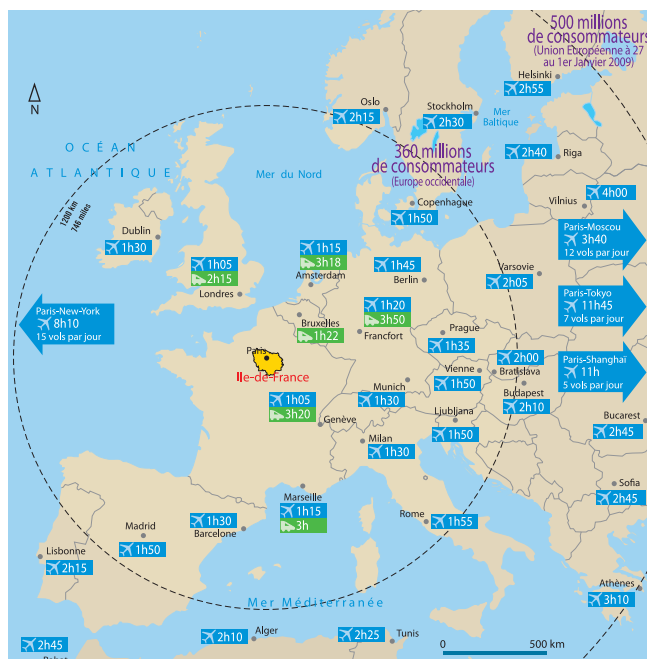 500 millions
de consommateurs
(Union Européenne à 27
au 1er Janvier 2009)
Helsinki
2h55
N
Oslo
2h15
Stockholm
2h30
Mer
Baltique
2h40
Riga
OCÉAN
ATLANTIQUE
Mer du Nord
360 millions
de consommateurs
(Europe occidentale)
1200 km
746 miles
Vilnius
4h00
Copenhague
1h50
Dublin
1h30
Paris-Moscou
3h40
12 vols par jour
1h05
2h15
Londres
1h15
3h18
Amsterdam
1h45
Berlin
Varsovie
2h05
Paris-New-York
8h10
15 vols par jour
Paris-Tokyo
11h45
7 vols par jour
Bruxelles
1h22
1h20
3h50
Francfort
Prague
1h35
Paris
Ile-de-France
Paris-Shanghaï
11h
5 vols par jour
2h00
Bratislava
Vienne
1h50
Munich
1h30
Budapest
2h10
1h05
3h20
Genève
Ljubljana
1h50
Bucarest
2h45
Milan
1h30
Sofia
2h45
Marseille
1h15
3h
1h30
Barcelone
Rome
1h55
Madrid
1h50
Lisbonne
2h15
Athènes
3h10
Mer Méditerranée
2h45
2h10
Alger
2h25
Tunis
0
500 km